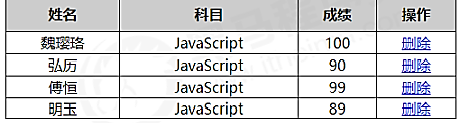 姓名 科目 成绩 操作
魏璎珞 JavaScript 100 删除
弘历 JavaScript 90 删除
傅恒 JavaScript 99 删除
明玉 JavaScript 89 删除